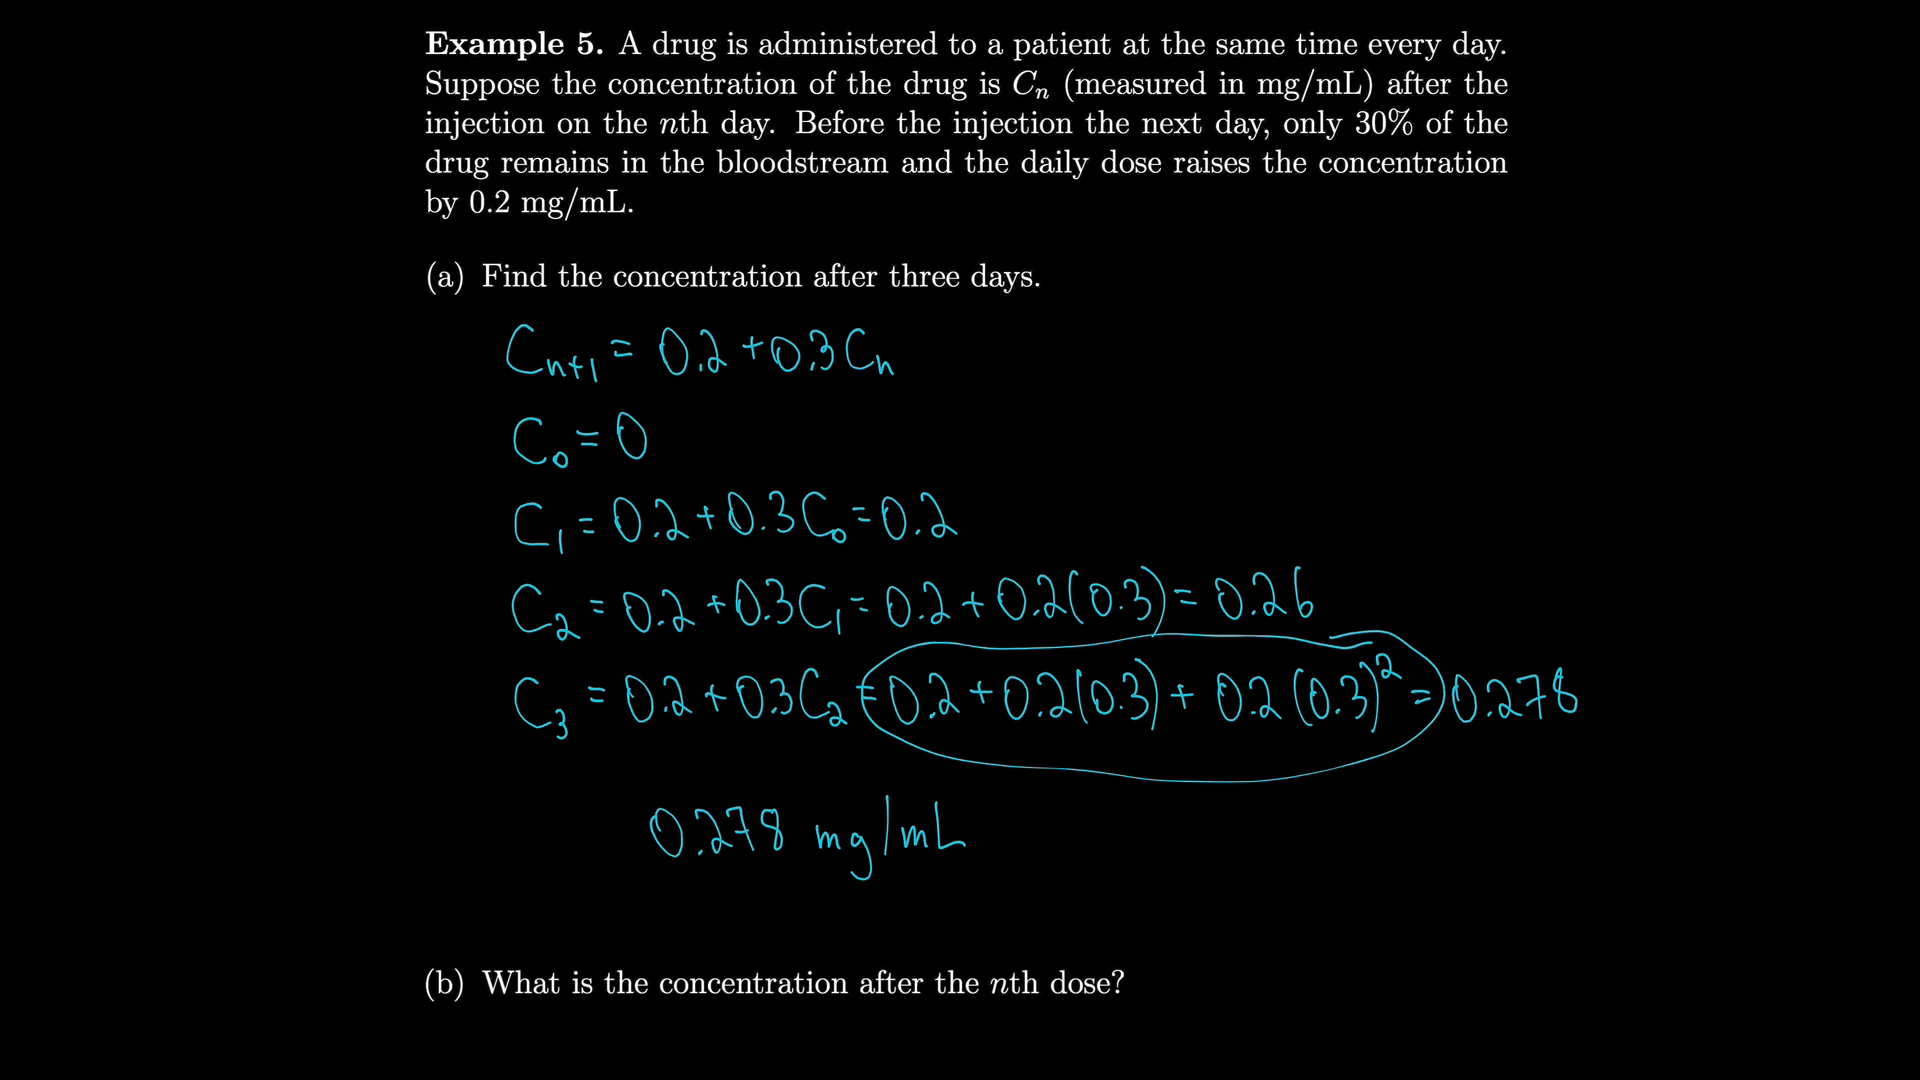 Example 5. A drug is administered to a patient at the same time every day.
Suppose the concentration of the drug is Cₙ (measured in mg/mL) after the
injection on the nth day. Before the injection the next day, only 30% of the
drug remains in the bloodstream and the daily dose raises the concentration
by 0.2 mg/mL.
(a) Find the concentration after three days.
Cₙ₊₁ = 0.2 + 0.3Cₙ
C₀ = 0
C₁ = 0.2 + 0.3C₀ = 0.2
C₂ = 0.2 + 0.3C₁ = 0.2 + 0.2(0.3) = 0.26
C₃ = 0.2 + 0.3C₂ = 0.2 + 0.2(0.3) + 0.2(0.3)² = 0.278
0.278 mg/mL
(b) What is the concentration after the nth dose?